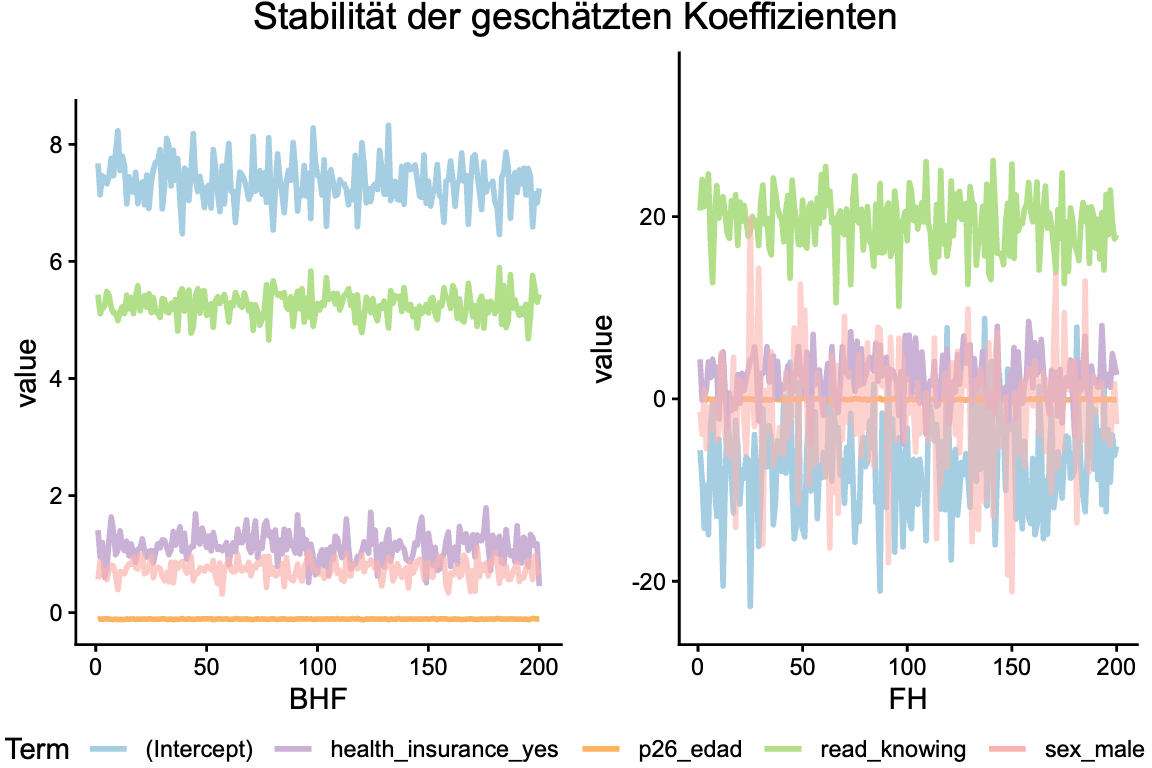 Stabilität der geschätzten Koeffizienten
value
8
6
4
2
0
0 50 100 150 200
BHF
value
20
0
-20
0 50 100 150 200
FH
Term (Intercept) health_insurance_yes p26_edad read_knowing sex_male